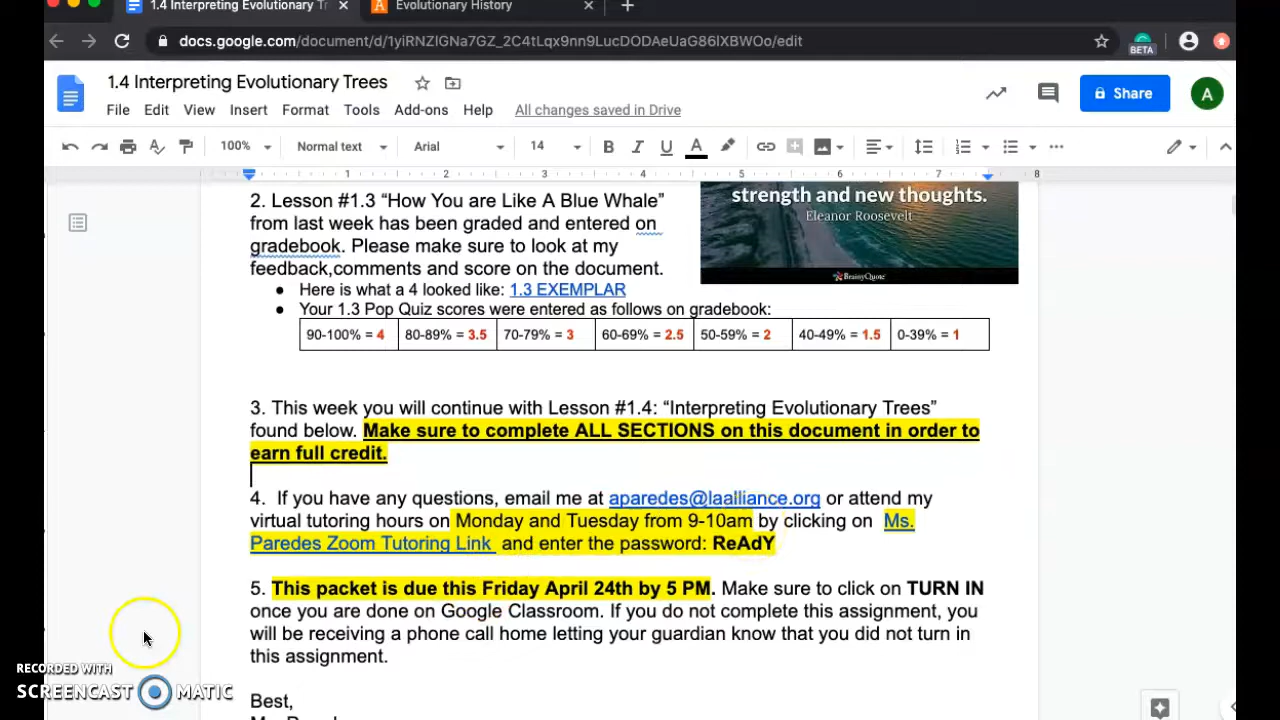 1.4 Interpreting Evolutionary Tr
Evolutionary History
docs.google.com/document/d/1yiRNZIGNa7GZ_2C4tLqx9nn9LucDODAeUaG86lXBWOo/edit
BETA
1.4 Interpreting Evolutionary Trees
File Edit View Insert Format Tools Add-ons Help All changes saved in Drive
Share
A
100% Normal text Arial 14 B I U A
1 2 3 4 5 6 7 8
2. Lesson #1.3 “How You are Like A Blue Whale”
from last week has been graded and entered on
gradebook. Please make sure to look at my
feedback,comments and score on the document.
strength and new thoughts.
Eleanor Roosevelt
BrainyQuote
● Here is what a 4 looked like: 1.3 EXEMPLAR
● Your 1.3 Pop Quiz scores were entered as follows on gradebook:
90-100% = 4 80-89% = 3.5 70-79% = 3 60-69% = 2.5 50-59% = 2 40-49% = 1.5 0-39% = 1
3. This week you will continue with Lesson #1.4: “Interpreting Evolutionary Trees”
found below. Make sure to complete ALL SECTIONS on this document in order to
earn full credit.
4. If you have any questions, email me at aparedes@laalliance.org or attend my
virtual tutoring hours on Monday and Tuesday from 9-10am by clicking on Ms.
Paredes Zoom Tutoring Link and enter the password: ReAdY
5. This packet is due this Friday April 24th by 5 PM. Make sure to click on TURN IN
once you are done on Google Classroom. If you do not complete this assignment, you
will be receiving a phone call home letting your guardian know that you did not turn in
this assignment.
Best,
RECORDED WITH
SCREENCAST MATIC